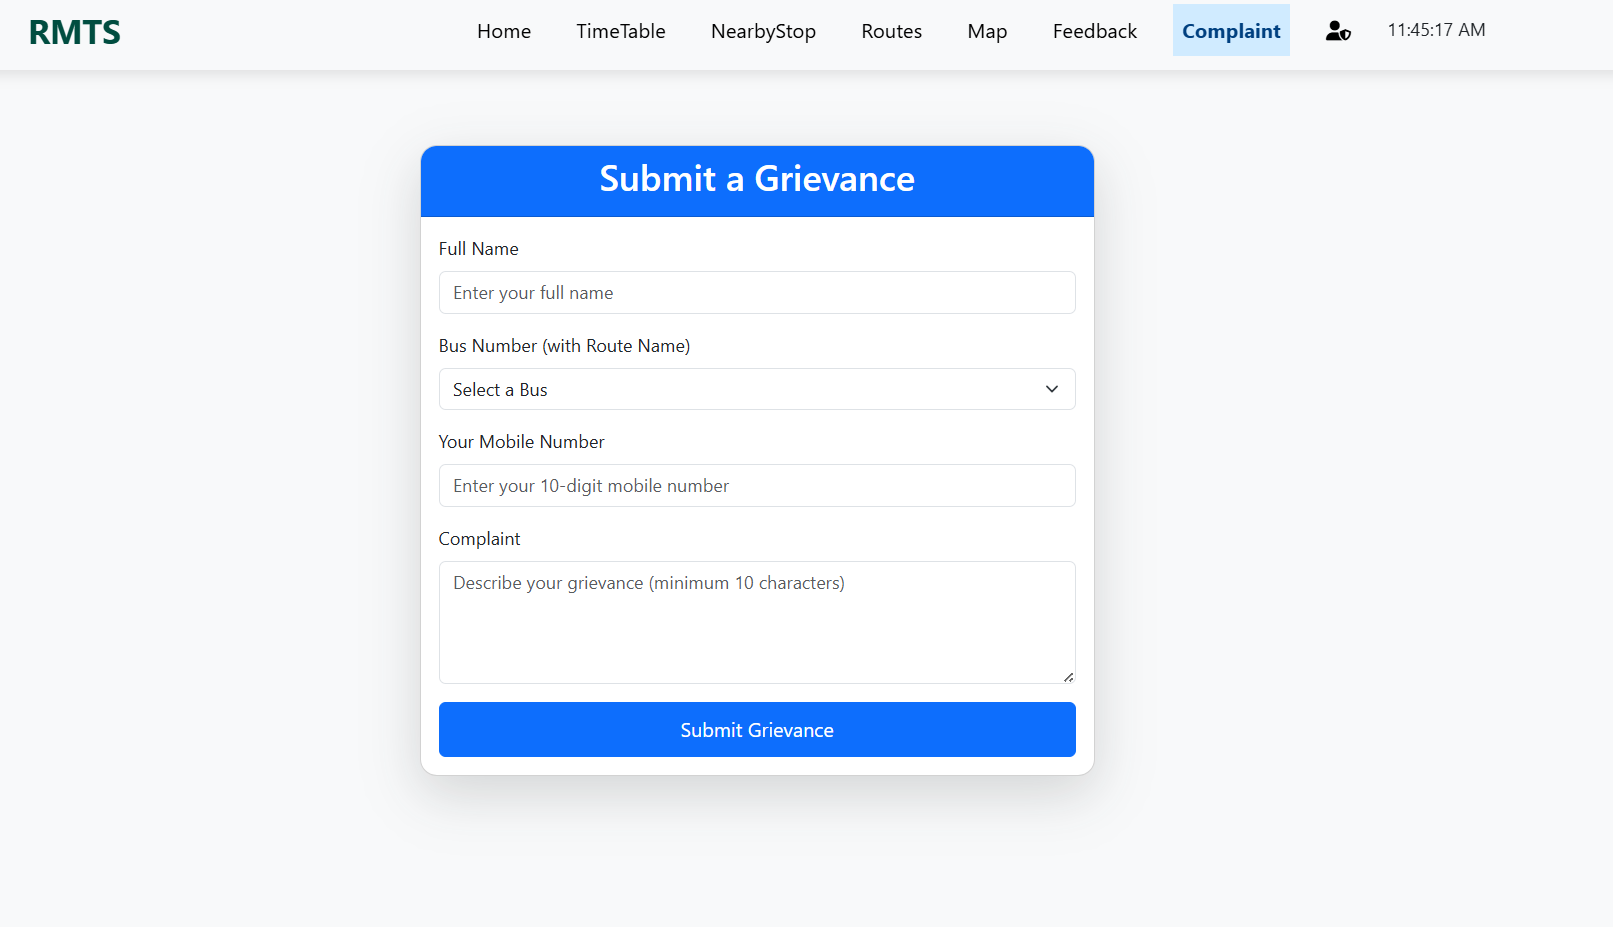 RMTS
Home TimeTable NearbyStop Routes Map Feedback Complaint 11:45:17 AM
Submit a Grievance
Full Name
Enter your full name
Bus Number (with Route Name)
Select a Bus
Your Mobile Number
Enter your 10-digit mobile number
Complaint
Describe your grievance (minimum 10 characters)
Submit Grievance